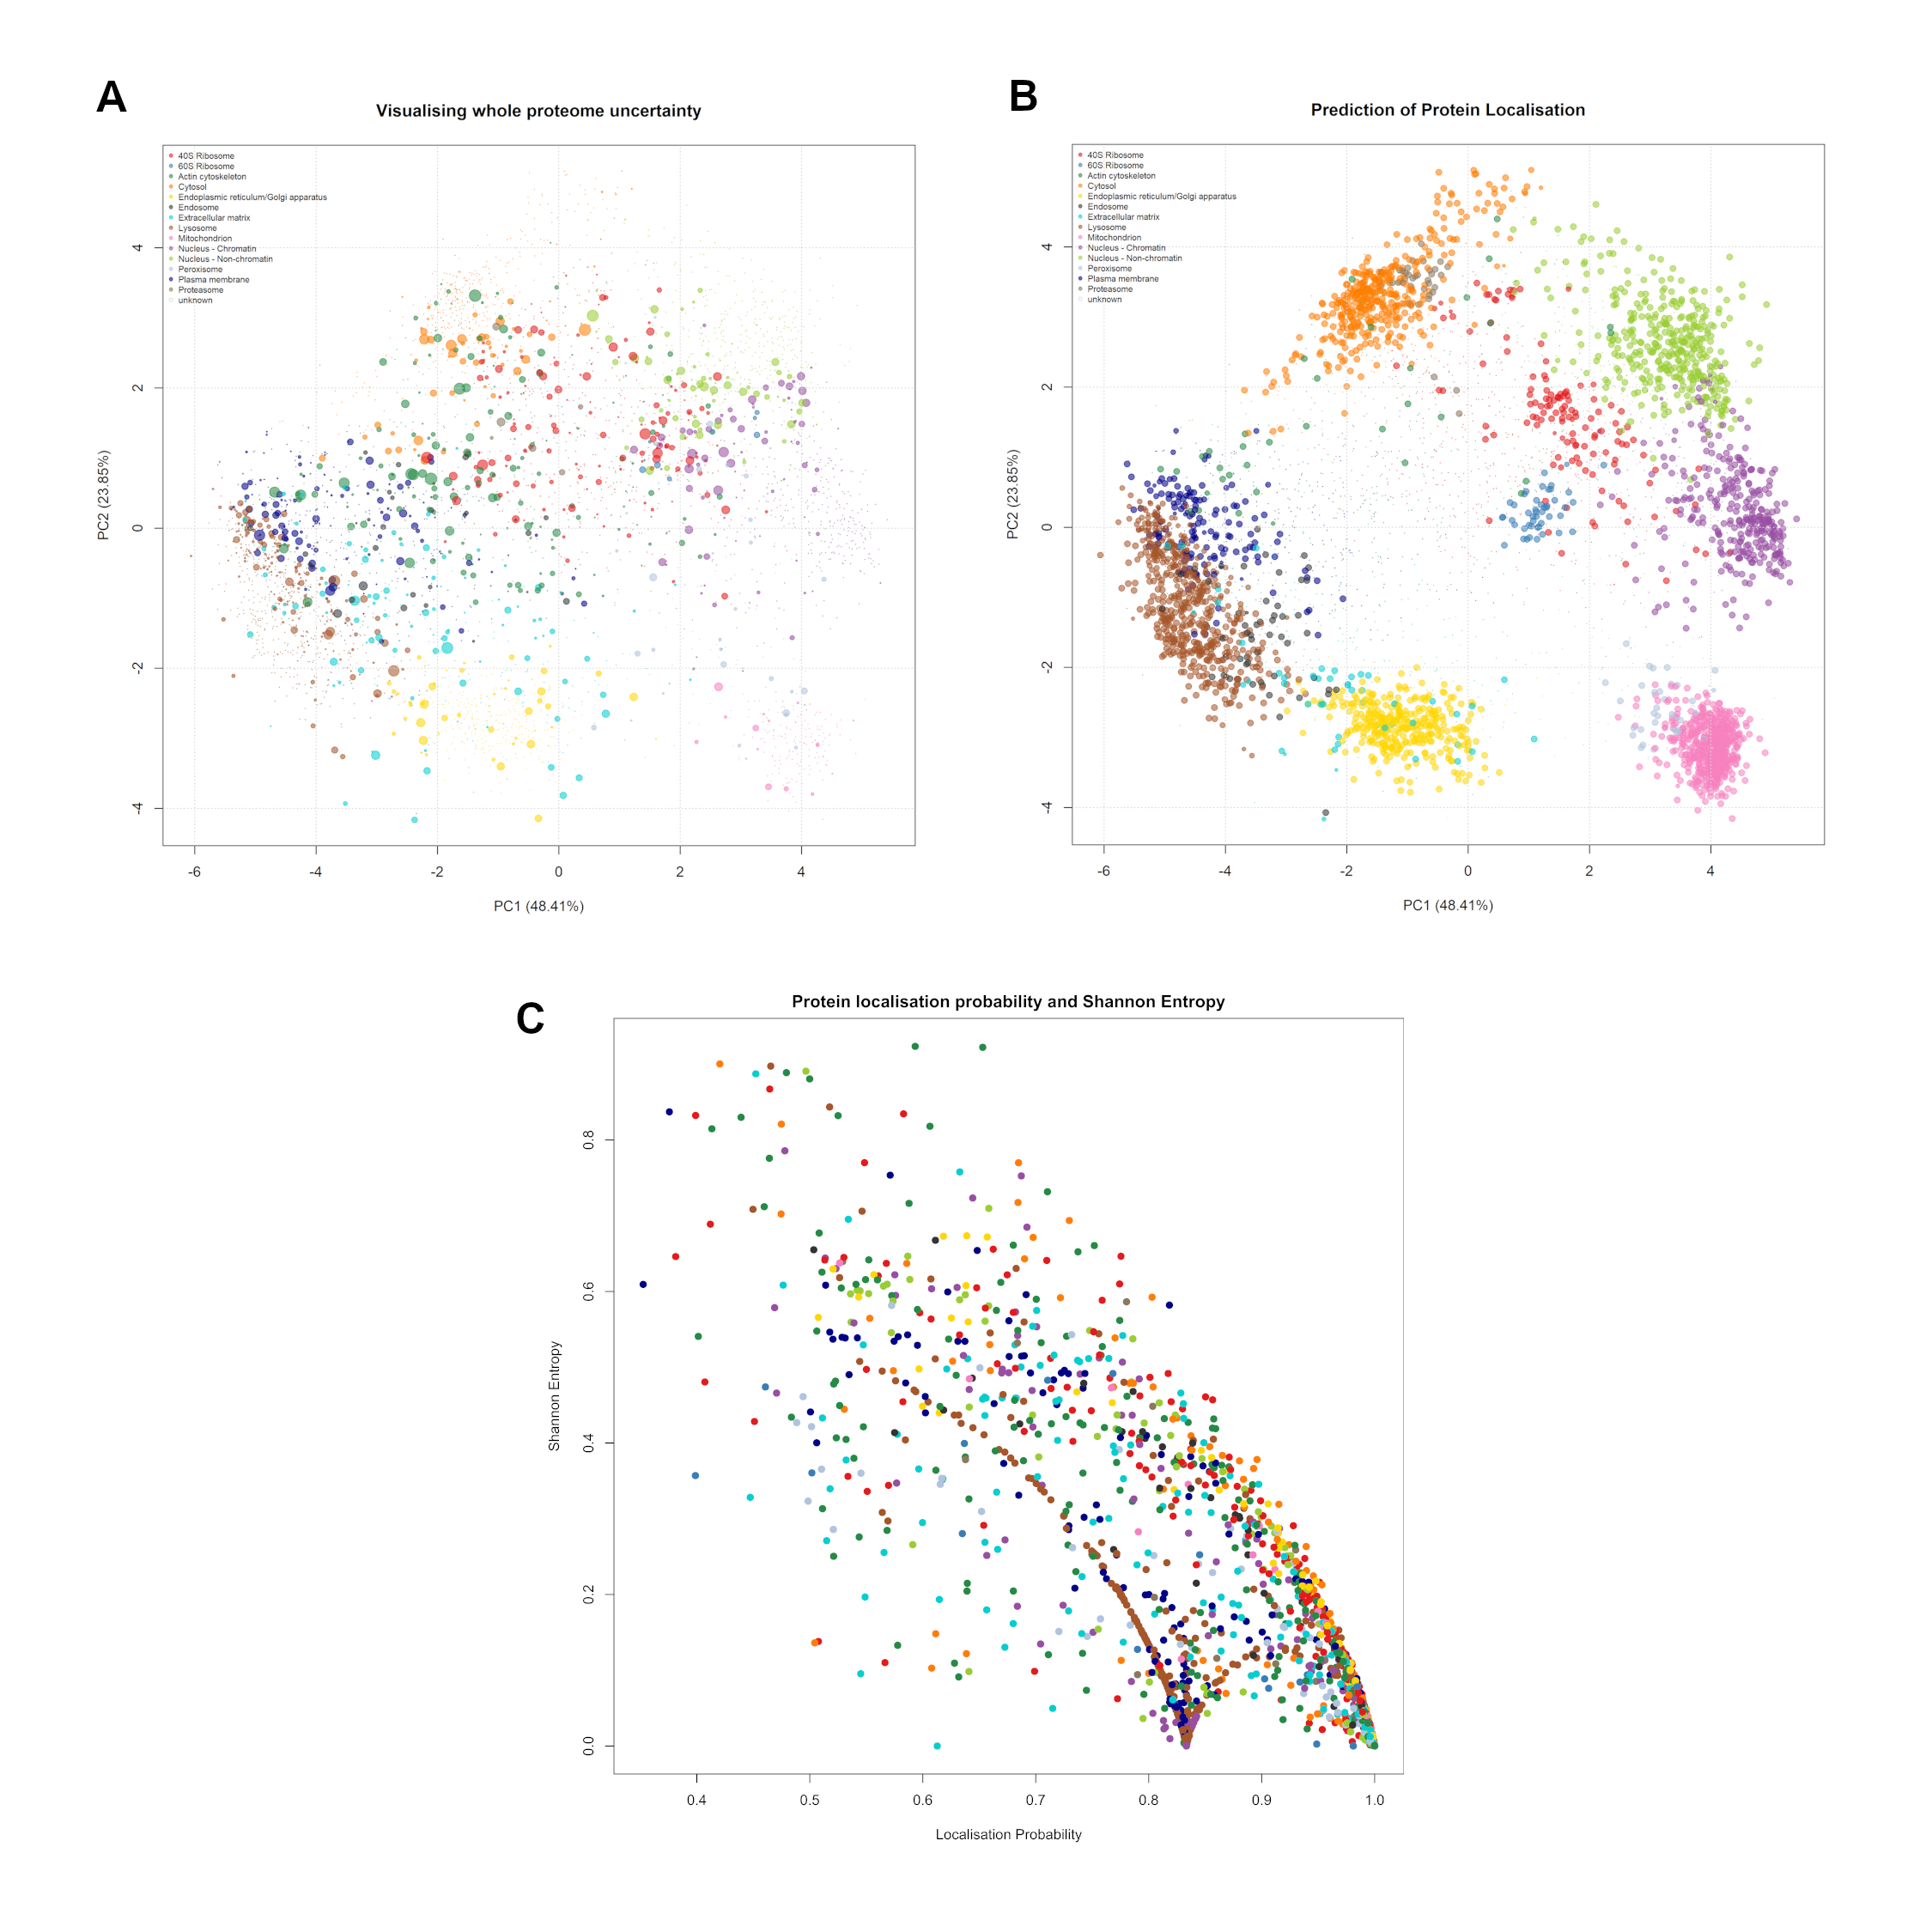 A
Visualising whole proteome uncertainty
40S Ribosome
60S Ribosome
Actin cytoskeleton
Cytosol
Endoplasmic reticulum/Golgi apparatus
Endosome
Extracellular matrix
Lysosome
Mitochondrion
Nucleus - Chromatin
Nucleus - Non-chromatin
Peroxisome
Plasma membrane
Proteasome
unknown
4
2
0
-2
-4
PC2 (23.85%)
-6 -4 -2 0 2 4
PC1 (48.41%)
B
Prediction of Protein Localisation
40S Ribosome
60S Ribosome
Actin cytoskeleton
Cytosol
Endoplasmic reticulum/Golgi apparatus
Endosome
Extracellular matrix
Lysosome
Mitochondrion
Nucleus - Chromatin
Nucleus - Non-chromatin
Peroxisome
Plasma membrane
Proteasome
unknown
4
2
0
-2
-4
PC2 (23.85%)
-6 -4 -2 0 2 4
PC1 (48.41%)
C
Protein localisation probability and Shannon Entropy
0.8
0.6
0.4
0.2
0.0
Shannon Entropy
0.4 0.5 0.6 0.7 0.8 0.9 1.0
Localisation Probability